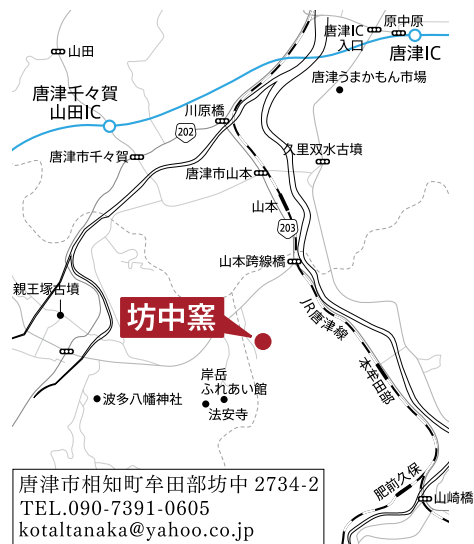 原中原
唐津IC
入口
唐津IC
山田
唐津うまかもん市場
唐津千々賀
山田IC
川原橋
202
久里双水古墳
唐津市千々賀
唐津市山本
山本
203
山本跨線橋
親王塚古墳
坊中窯
JR唐津線
本牟田部
岸岳
ふれあい館
波多八幡神社
法安寺
肥前久保
山崎橋
唐津市相知町牟田部坊中 2734-2
TEL.090-7391-0605
kotaltanaka@yahoo.co.jp